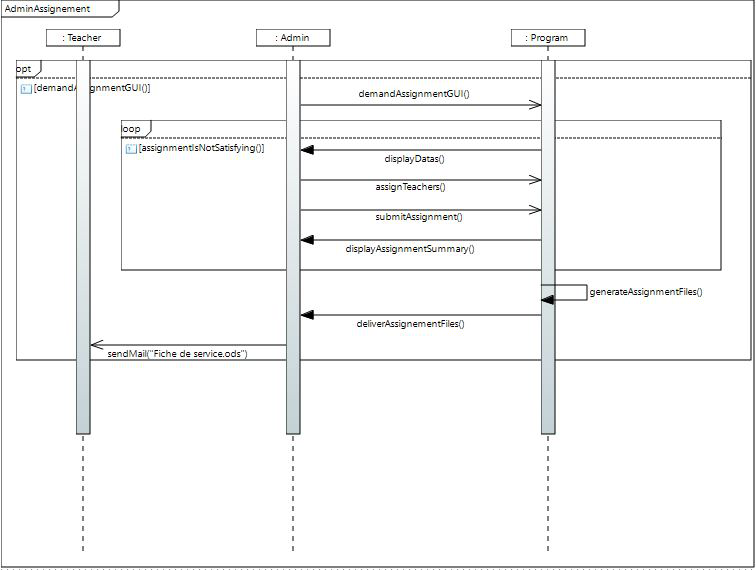 AdminAssignement
: Teacher
: Admin
: Program
opt
[demandAssignmentGUI()]
demandAssignmentGUI()
loop
[assignmentIsNotSatisfying()]
displayDatas()
assignTeachers()
submitAssignment()
displayAssignmentSummary()
generateAssignmentFiles()
deliverAssignementFiles()
sendMail("Fiche de service.ods")